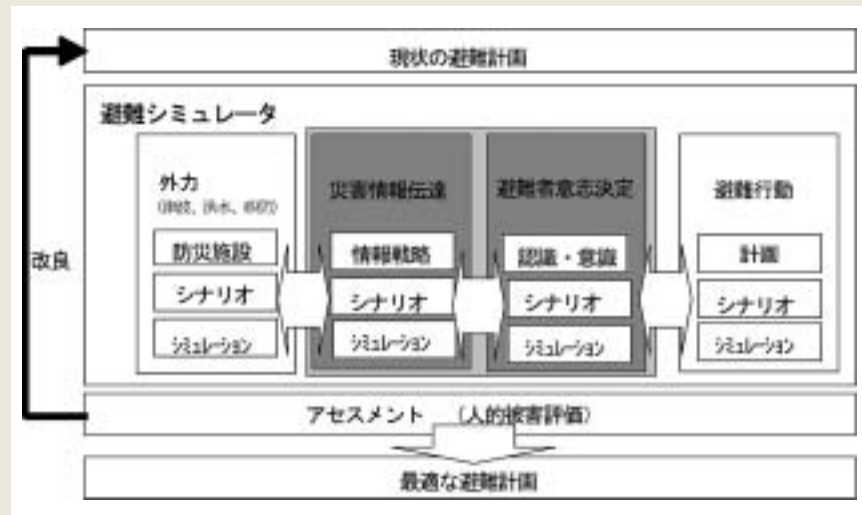 現状の避難計画
避難シミュレータ
外力
防災施設
シナリオ
シミュレーション
災害情報伝達
情報戦略
シナリオ
シミュレーション
避難者意志決定
認識・意識
シナリオ
シミュレーション
避難行動
計画
シナリオ
シミュレーション
改良
アセスメント （人的被害評価）
最適な避難計画